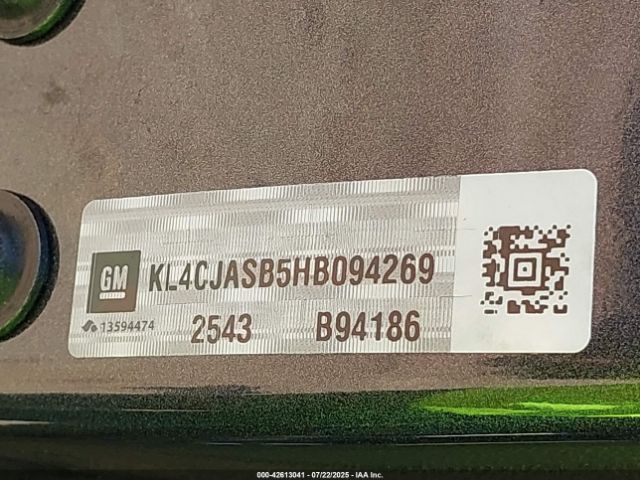 GM
KL4CJASB5HB094269
13594474
2543 B94186
000-42613041 - 07/22/2025 - IAA Inc.